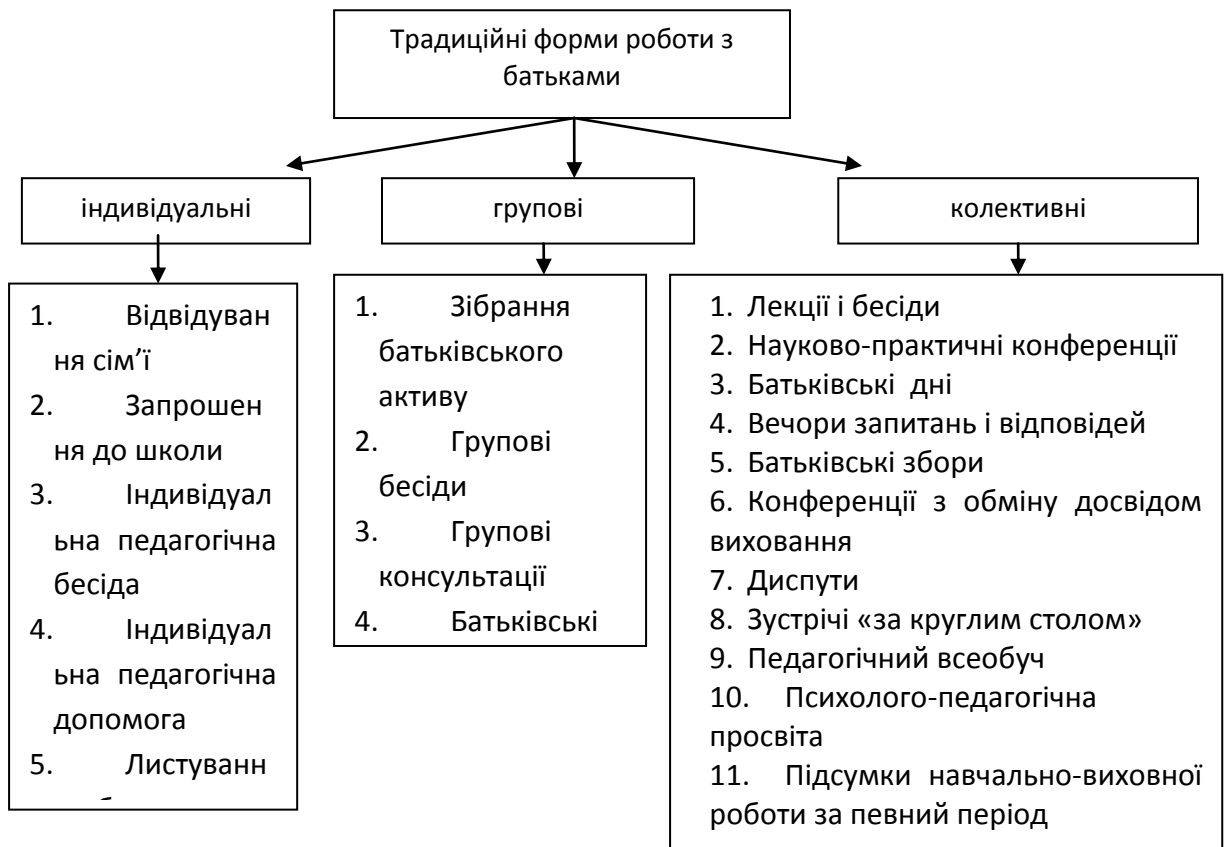 Традиційні форми роботи з
батьками
індивідуальні
групові
колективні
1. Відвідуван
ня сім’ї
2. Запрошен
ня до школи
3. Індивідуал
ьна педагогічна
бесіда
4. Індивідуал
ьна педагогічна
допомога
5. Листуванн
1. Зібрання
батьківського
активу
2. Групові
бесіди
3. Групові
консультації
4. Батьківські
1. Лекції і бесіди
2. Науково-практичні конференції
3. Батьківські дні
4. Вечори запитань і відповідей
5. Батьківські збори
6. Конференції з обміну досвідом
виховання
7. Диспути
8. Зустрічі «за круглим столом»
9. Педагогічний всеобуч
10. Психолого-педагогічна
просвіта
11. Підсумки навчально-виховної
роботи за певний період